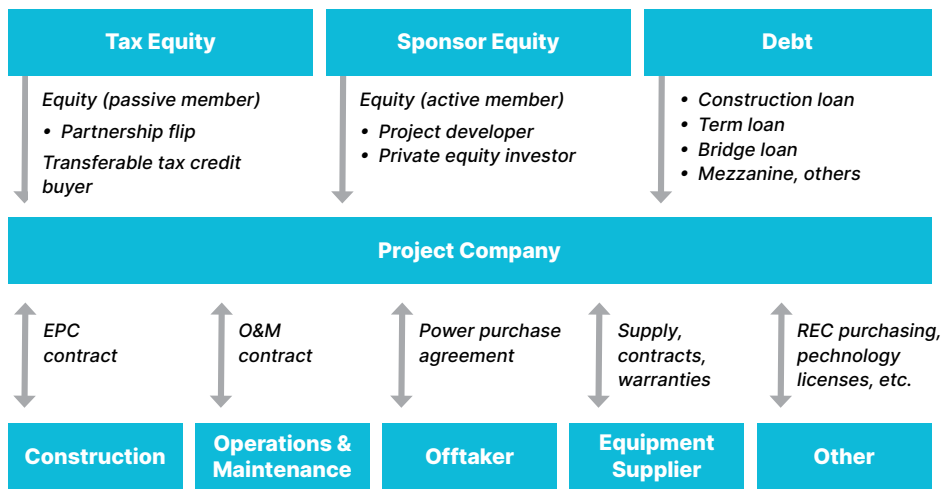 Tax Equity
Sponsor Equity
Debt
Equity (passive member)
• Partnership flip
Transferable tax credit
buyer
Equity (active member)
• Project developer
• Private equity investor
• Construction loan
• Term loan
• Bridge loan
• Mezzanine, others
Project Company
EPC
contract
O&M
contract
Power purchase
agreement
Supply,
contracts,
warranties
REC purchasing,
pechnology
licenses, etc.
Construction
Operations &
Maintenance
Offtaker
Equipment
Supplier
Other